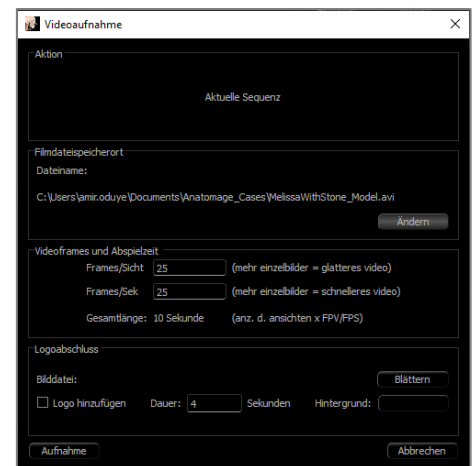 Videoaufnahme
Aktion
Aktuelle Sequenz
Filmdateispeicherort
Dateiname:
C:\Users\amir.oduye\Documents\Anatomage_Cases\MelissaWithStone_Model.avi
Ändern
Videoframes und Abspielzeit
Frames/Sicht 25 (mehr einzelbilder = glatteres video)
Frames/Sek 25 (mehr einzelbilder = schnelleres video)
Gesamtlänge: 10 Sekunde (anz. d. ansichten x FPV/FPS)
Logoabschluss
Bilddatei: Blättern
Logo hinzufügen Dauer: 4 Sekunden Hintergrund:
Aufnahme Abbrechen